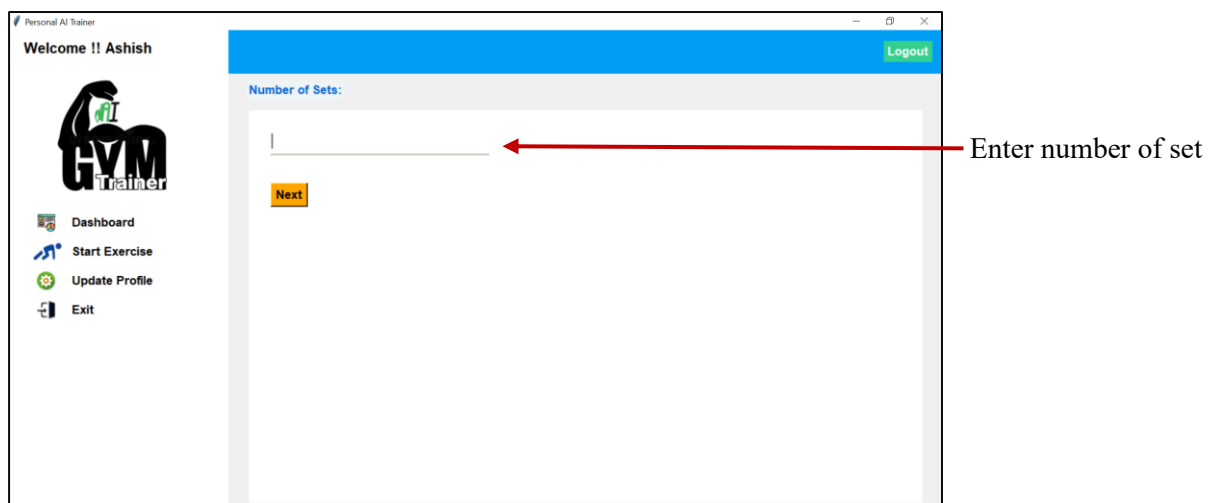 Personal AI Trainer
Welcome !! Ashish
Logout
Number of Sets:
AI
GYM
Trainer
Enter number of set
Next
Dashboard
Start Exercise
Update Profile
Exit